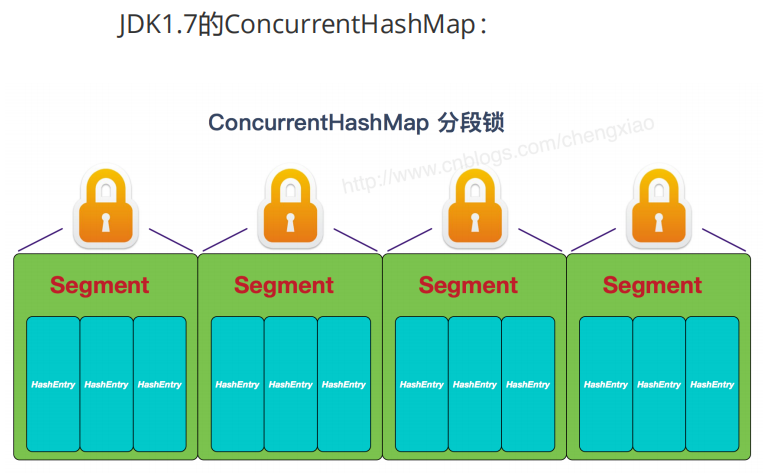 JDK1.7的ConcurrentHashMap：
ConcurrentHashMap 分段锁
http://www.cnblogs.com/chengxiao
Segment Segment Segment Segment
HashEntry HashEntry HashEntry HashEntry HashEntry HashEntry HashEntry HashEntry HashEntry HashEntry HashEntry HashEntry